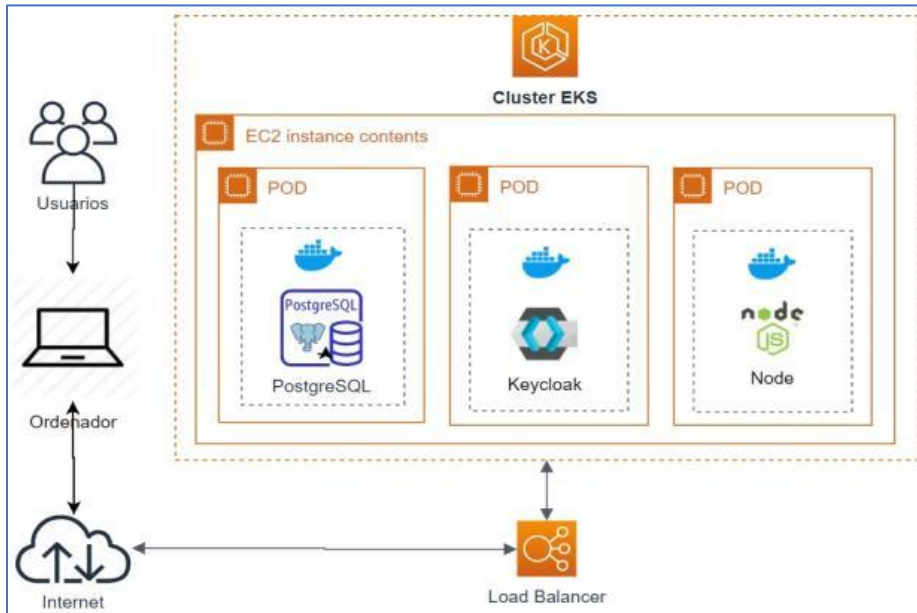 Cluster EKS
EC2 instance contents
Usuarios
POD
POD
POD
PostgreSQL
PostgreSQL
Keycloak
node
JS
Node
Ordenador
Internet
Load Balancer